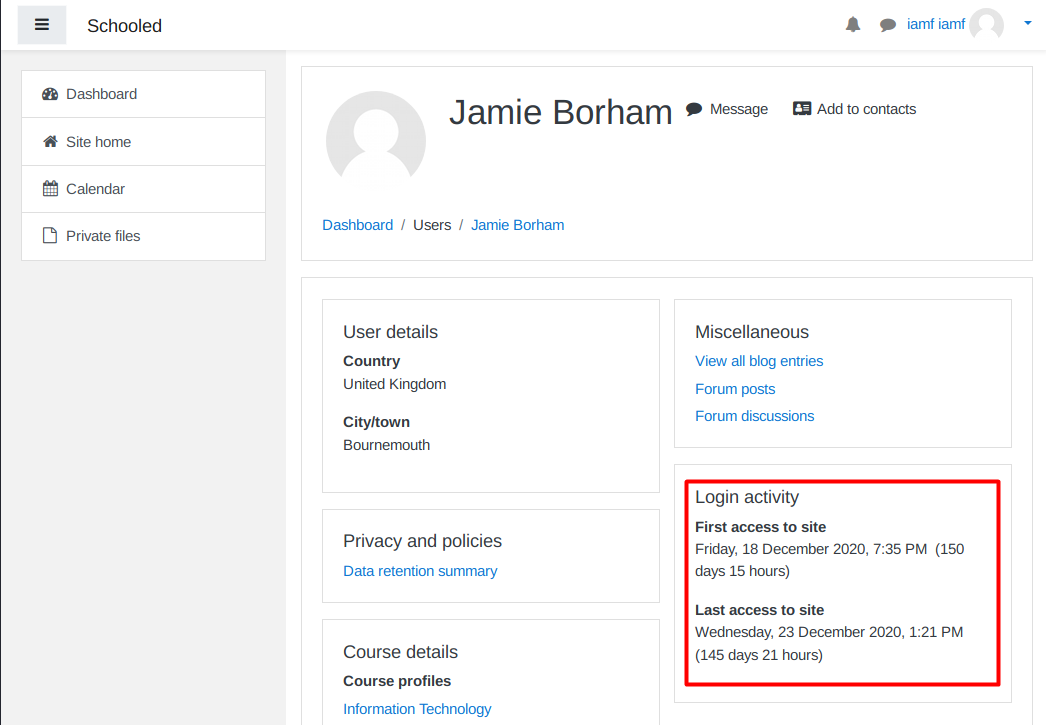 Schooled
iamf iamf
Dashboard
Site home
Calendar
Private files
Jamie Borham
Message
Add to contacts
Dashboard / Users / Jamie Borham
User details
Country
United Kingdom
City/town
Bournemouth
Privacy and policies
Data retention summary
Course details
Course profiles
Information Technology
Miscellaneous
View all blog entries
Forum posts
Forum discussions
Login activity
First access to site
Friday, 18 December 2020, 7:35 PM  (150
days 15 hours)
Last access to site
Wednesday, 23 December 2020, 1:21 PM
(145 days 21 hours)